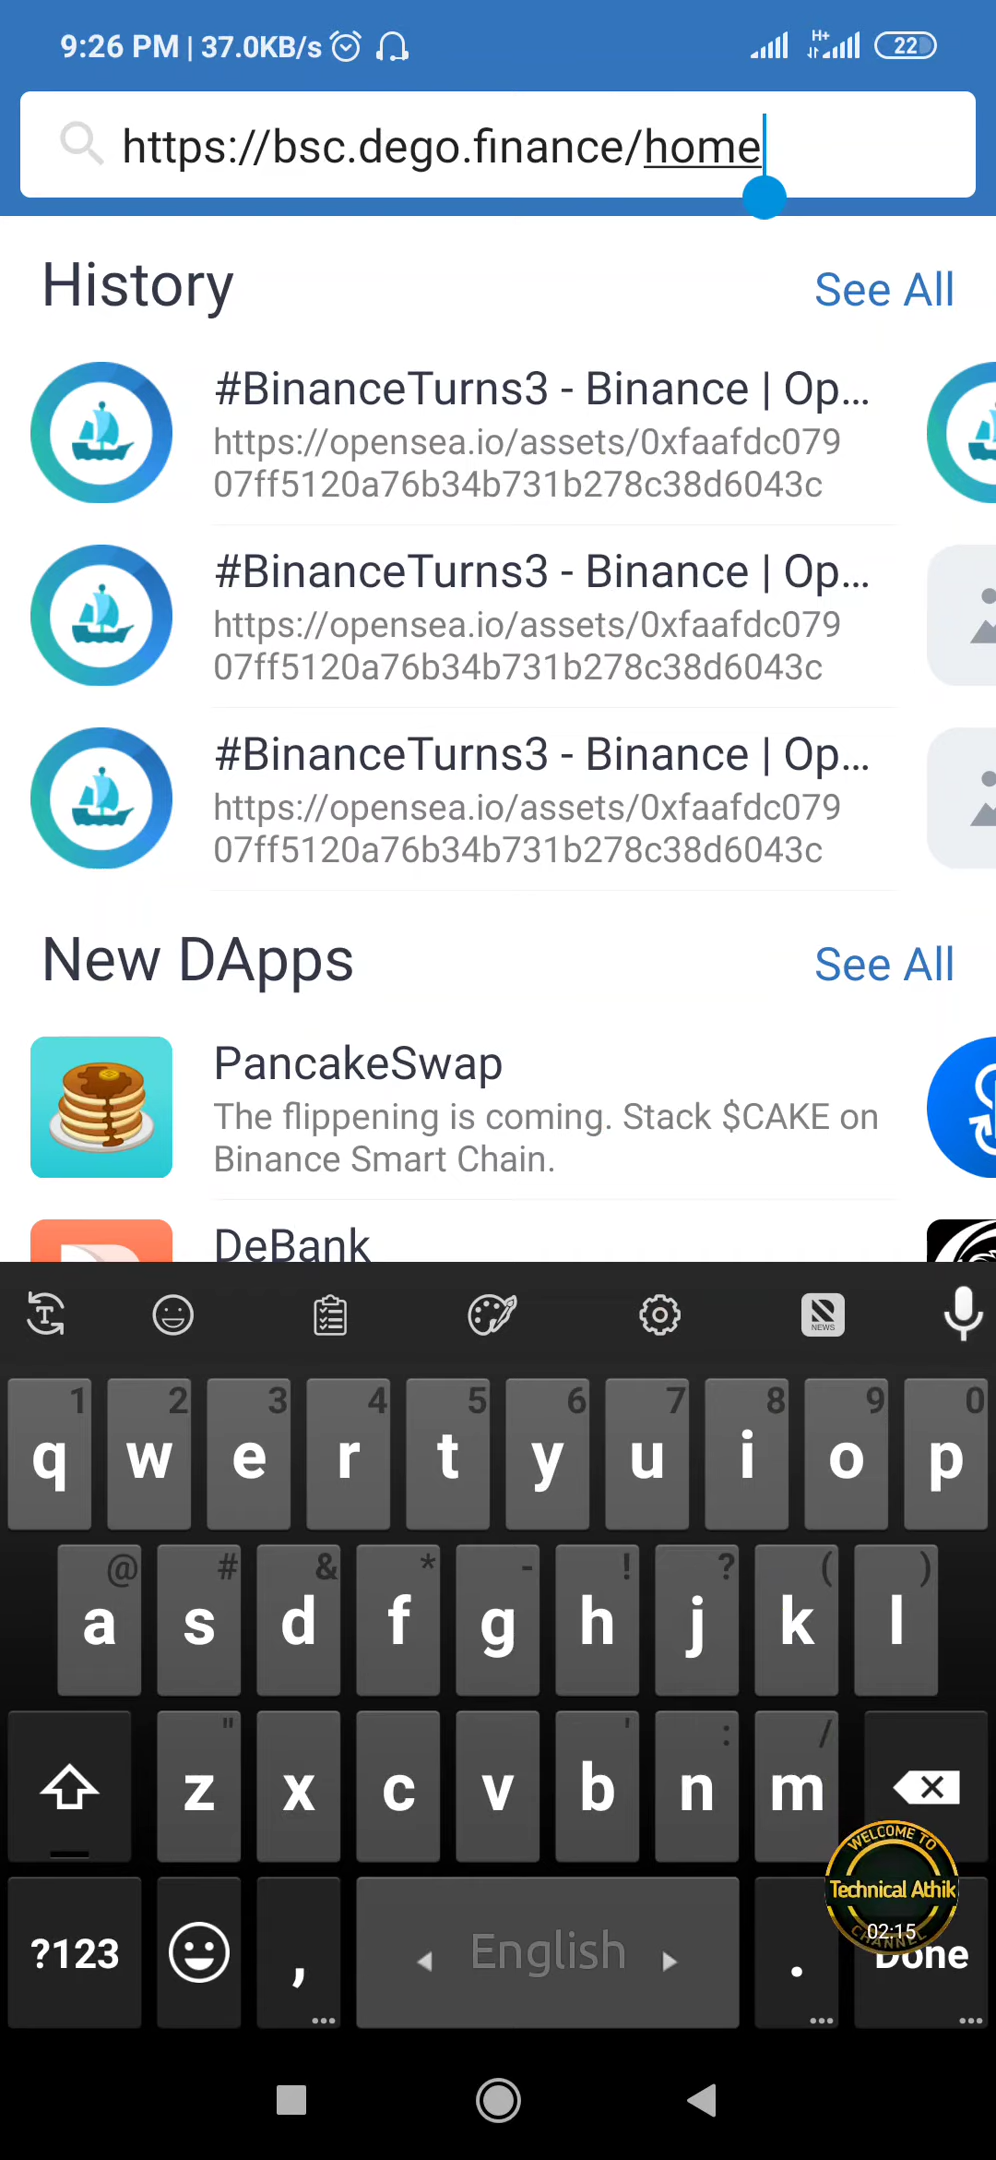 9:26 PM | 37.0KB/s H+ 22
https://bsc.dego.finance/home
History See All
#BinanceTurns3 - Binance | Op...
https://opensea.io/assets/0xfaafdc079
07ff5120a76b34b731b278c38d6043c
#BinanceTurns3 - Binance | Op...
https://opensea.io/assets/0xfaafdc079
07ff5120a76b34b731b278c38d6043c
#BinanceTurns3 - Binance | Op...
https://opensea.io/assets/0xfaafdc079
07ff5120a76b34b731b278c38d6043c
New DApps See All
PancakeSwap
The flippening is coming. Stack $CAKE on
Binance Smart Chain.
DeBank
T N NEWS
1 2 3 4 5 6 7 8 9 0
q w e r t y u i o p
@ # & * - ! ? ( )
a s d f g h j k l
" ' : /
z x c v b n m
WELCOME TO
Technical Athik
02:15
CHANNEL
?123 , English . Done